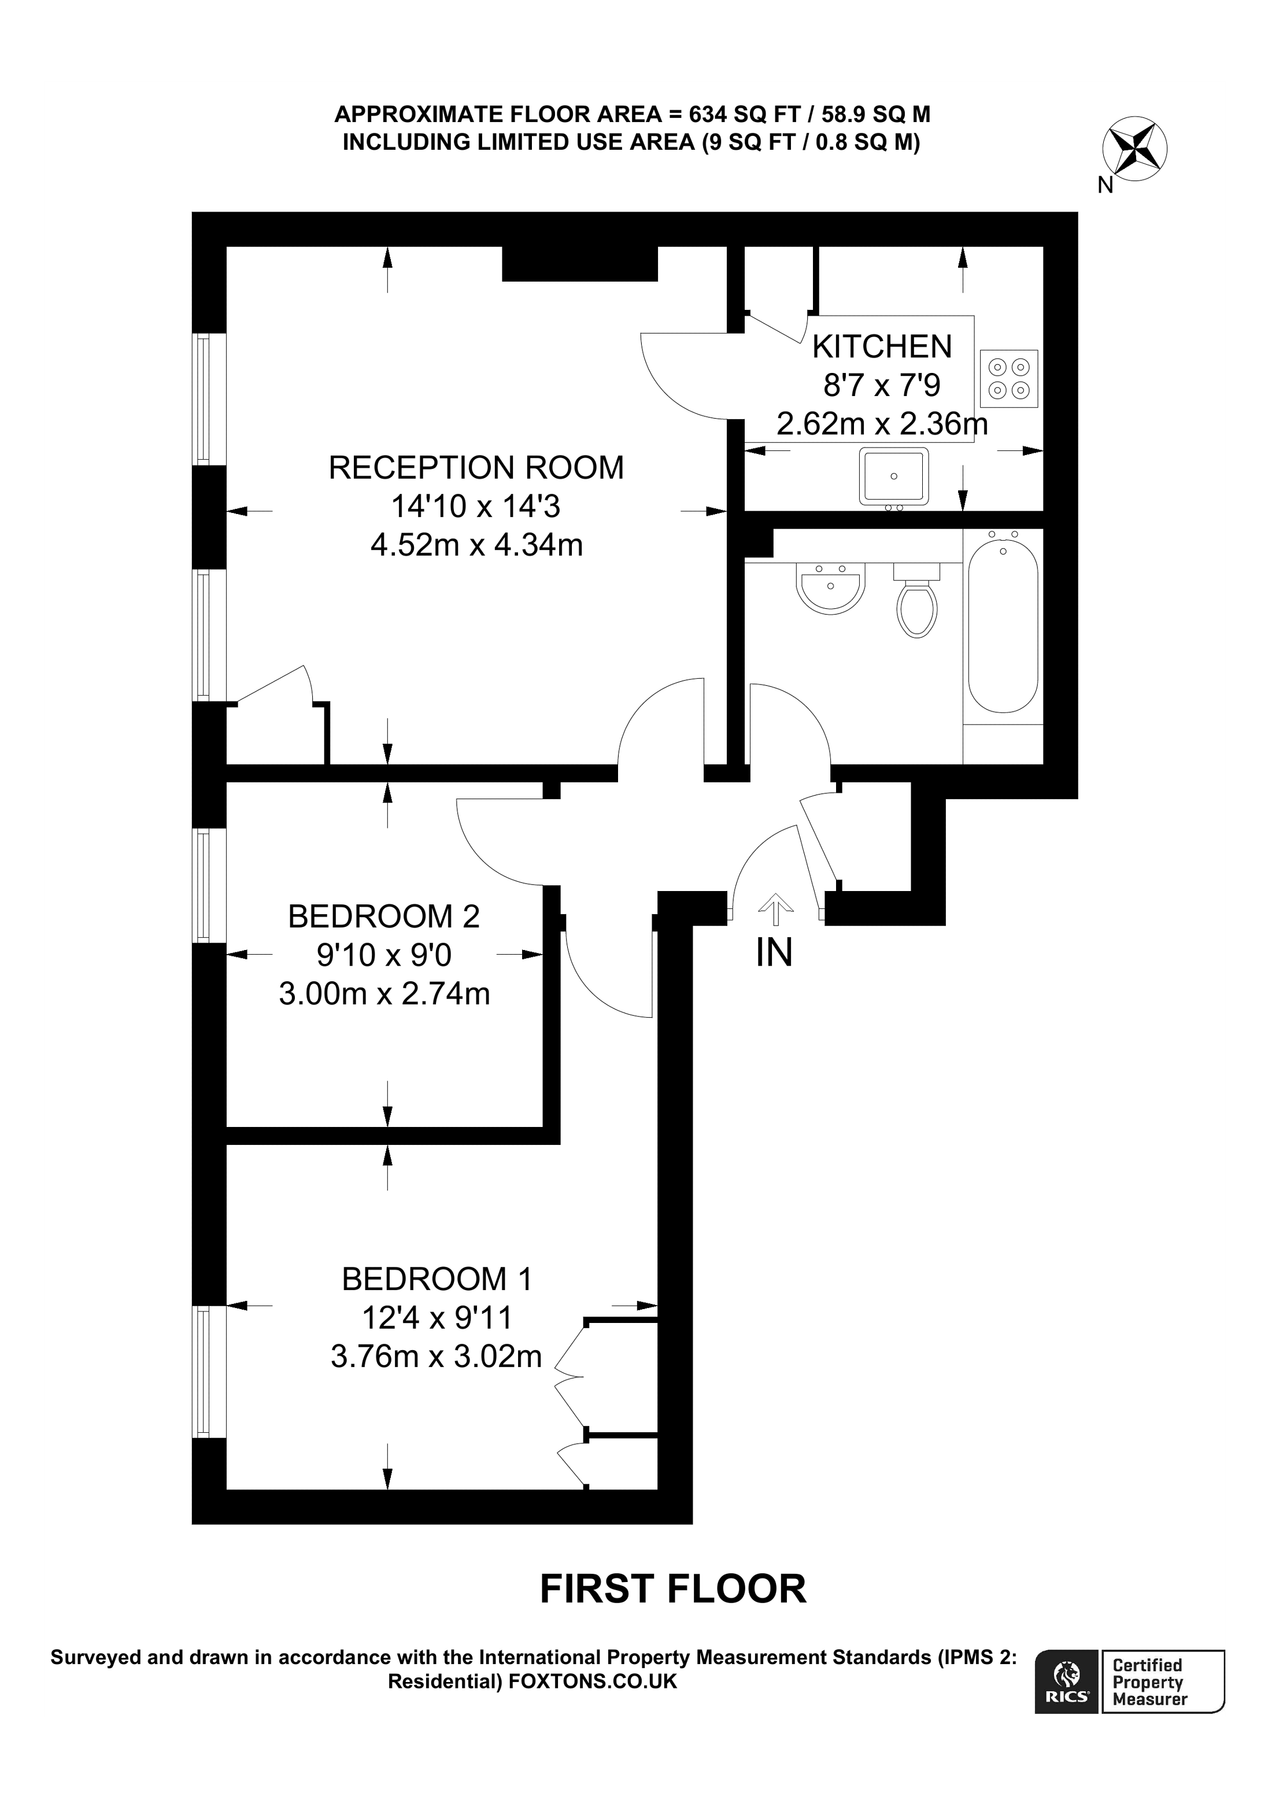 APPROXIMATE FLOOR AREA = 634 SQ FT / 58.9 SQ M
INCLUDING LIMITED USE AREA (9 SQ FT / 0.8 SQ M)
N
KITCHEN
8'7 x 7'9
2.62m x 2.36m
RECEPTION ROOM
14'10 x 14'3
4.52m x 4.34m
BEDROOM 2
9'10 x 9'0
3.00m x 2.74m
IN
BEDROOM 1
12'4 x 9'11
3.76m x 3.02m
FIRST FLOOR
Surveyed and drawn in accordance with the International Property Measurement Standards (IPMS 2:
Residential) FOXTONS.CO.UK
RICS
Certified
Property
Measurer